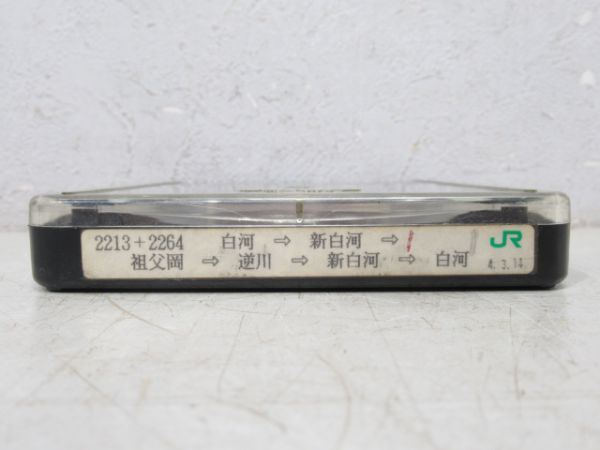 2213+2264 白河 ⇨ 新白河 ⇨
祖父岡 ⇨ 逆川 ⇨ 新白河 ⇨ 白河
JR
4.3.14